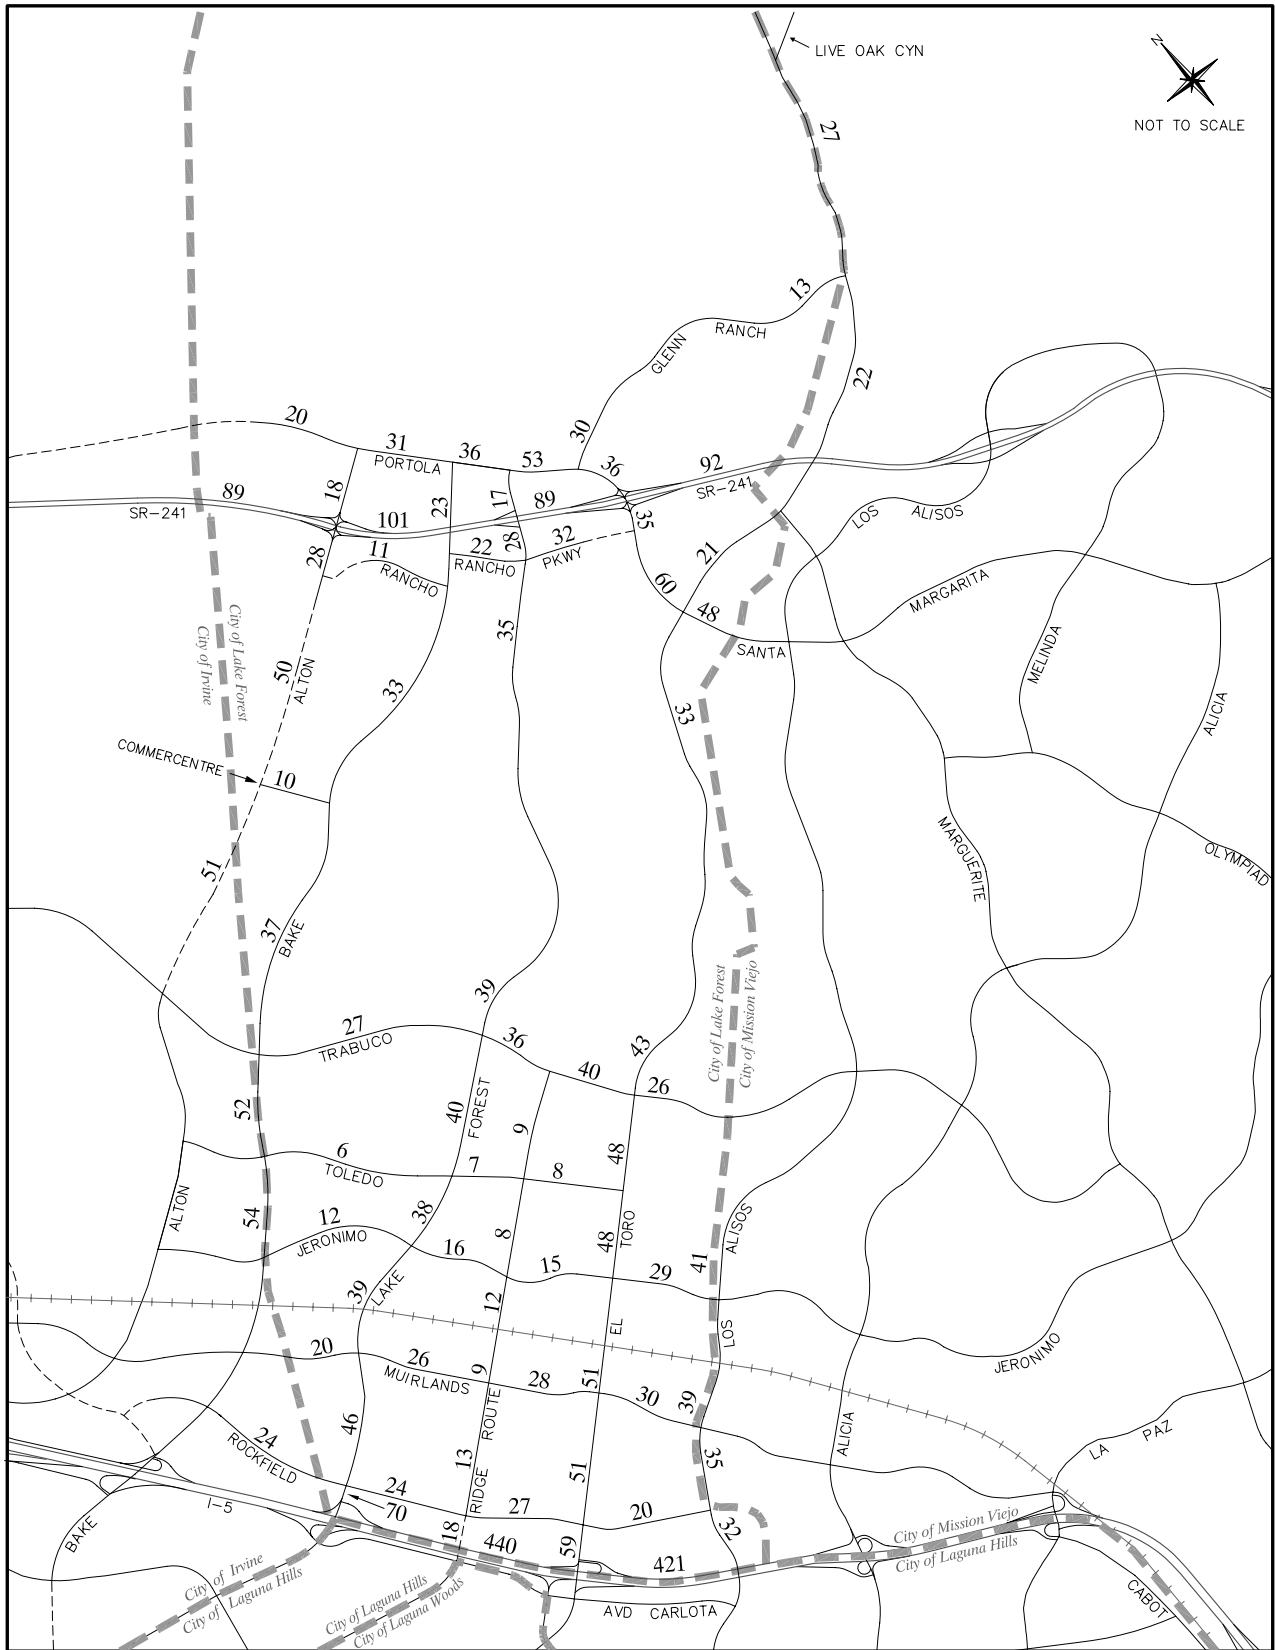 LIVE OAK CYN
N
NOT TO SCALE
27
13
GLENN
RANCH
22
30
20
31
PORTOLA
36
53
36
92
SR-241
89
SR-241
18
101
23
17
89
35
28
11
RANCHO
22
RANCHO
28
32
PKWY
LOS
ALISOS
21
60
48
SANTA
MARGARITA
MELINDA
ALICIA
City of Lake Forest
City of Irvine
35
50
ALTON
33
33
COMMERCENTRE
10
51
MARGUERITE
OLYMPIAD
37
BAKE
39
City of Lake Forest
City of Mission Viejo
27
TRABUCO
36
43
40
26
52
40
FOREST
9
48
6
TOLEDO
7
8
ALTON
54
12
JERONIMO
38
16
8
15
48
TORO
29
41
ALISOS
39
LAKE
12
EL
LOS
JERONIMO
20
26
MUIRLANDS
9
28
51
30
39
ROUTE
46
24
ROCKFIELD
13
RIDGE
35
ALICIA
LA
PAZ
I-5
24
70
27
51
20
32
BAKE
18
440
59
421
City of Mission Viejo
City of Laguna Hills
City of Irvine
City of Laguna Hills
City of Laguna Hills
City of Laguna Woods
AVD CARLOTA
CABOT